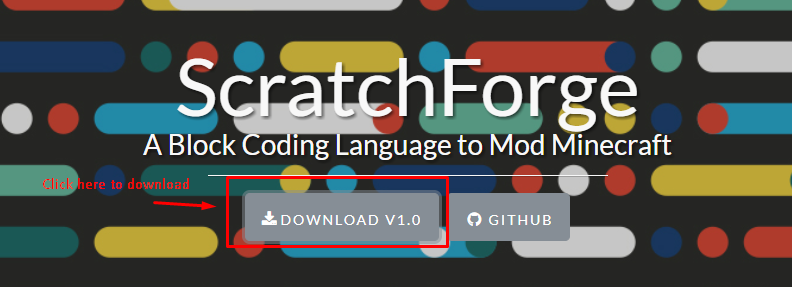 ScratchForge
A Block Coding Language to Mod Minecraft
Click here to download
DOWNLOAD V1.0
GITHUB